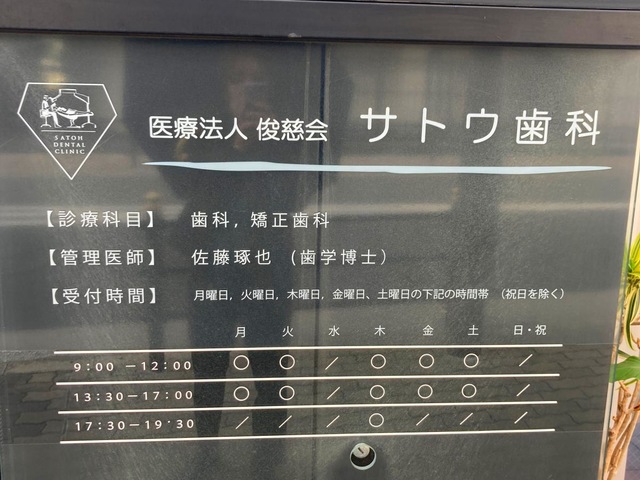 SATOH
DENTAL
CLINIC
医療法人 俊慈会 サトウ歯科
【診療科目】 歯科, 矯正歯科
【管理医師】 佐藤琢也 (歯学博士)
【受付時間】 月曜日, 火曜日, 木曜日, 金曜日、土曜日の下記の時間帯 (祝日を除く)
月 火 水 木 金 土 日・祝
9:00 －12:00 ○ ○ ／ ○ ○ ○ ／
13:30－17:00 ○ ○ ／ ○ ○ ○ ／
17:30－19:30 ／ ／ ／ ○ ／ ／ ／